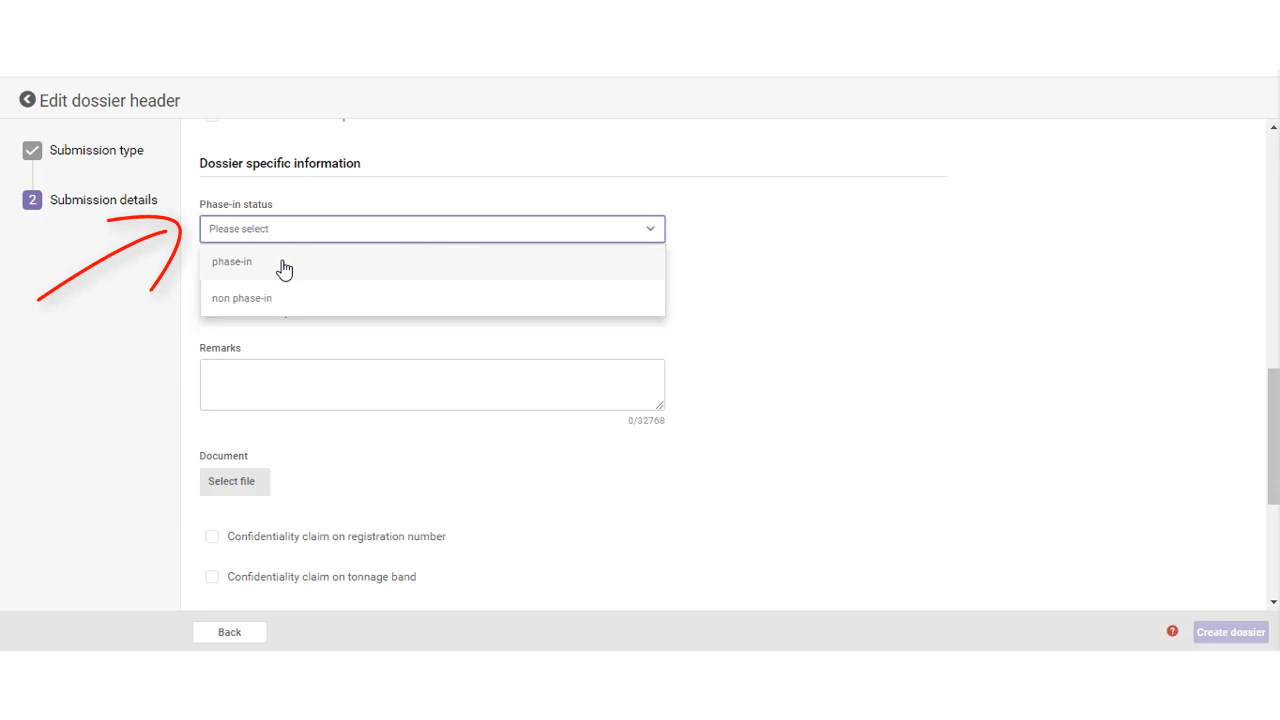 Edit dossier header
Submission type
2 Submission details
Dossier specific information
Phase-in status
Please select
phase-in
non phase-in
Remarks
0/32768
Document
Select file
Confidentiality claim on registration number
Confidentiality claim on tonnage band
Back
? Create dossier